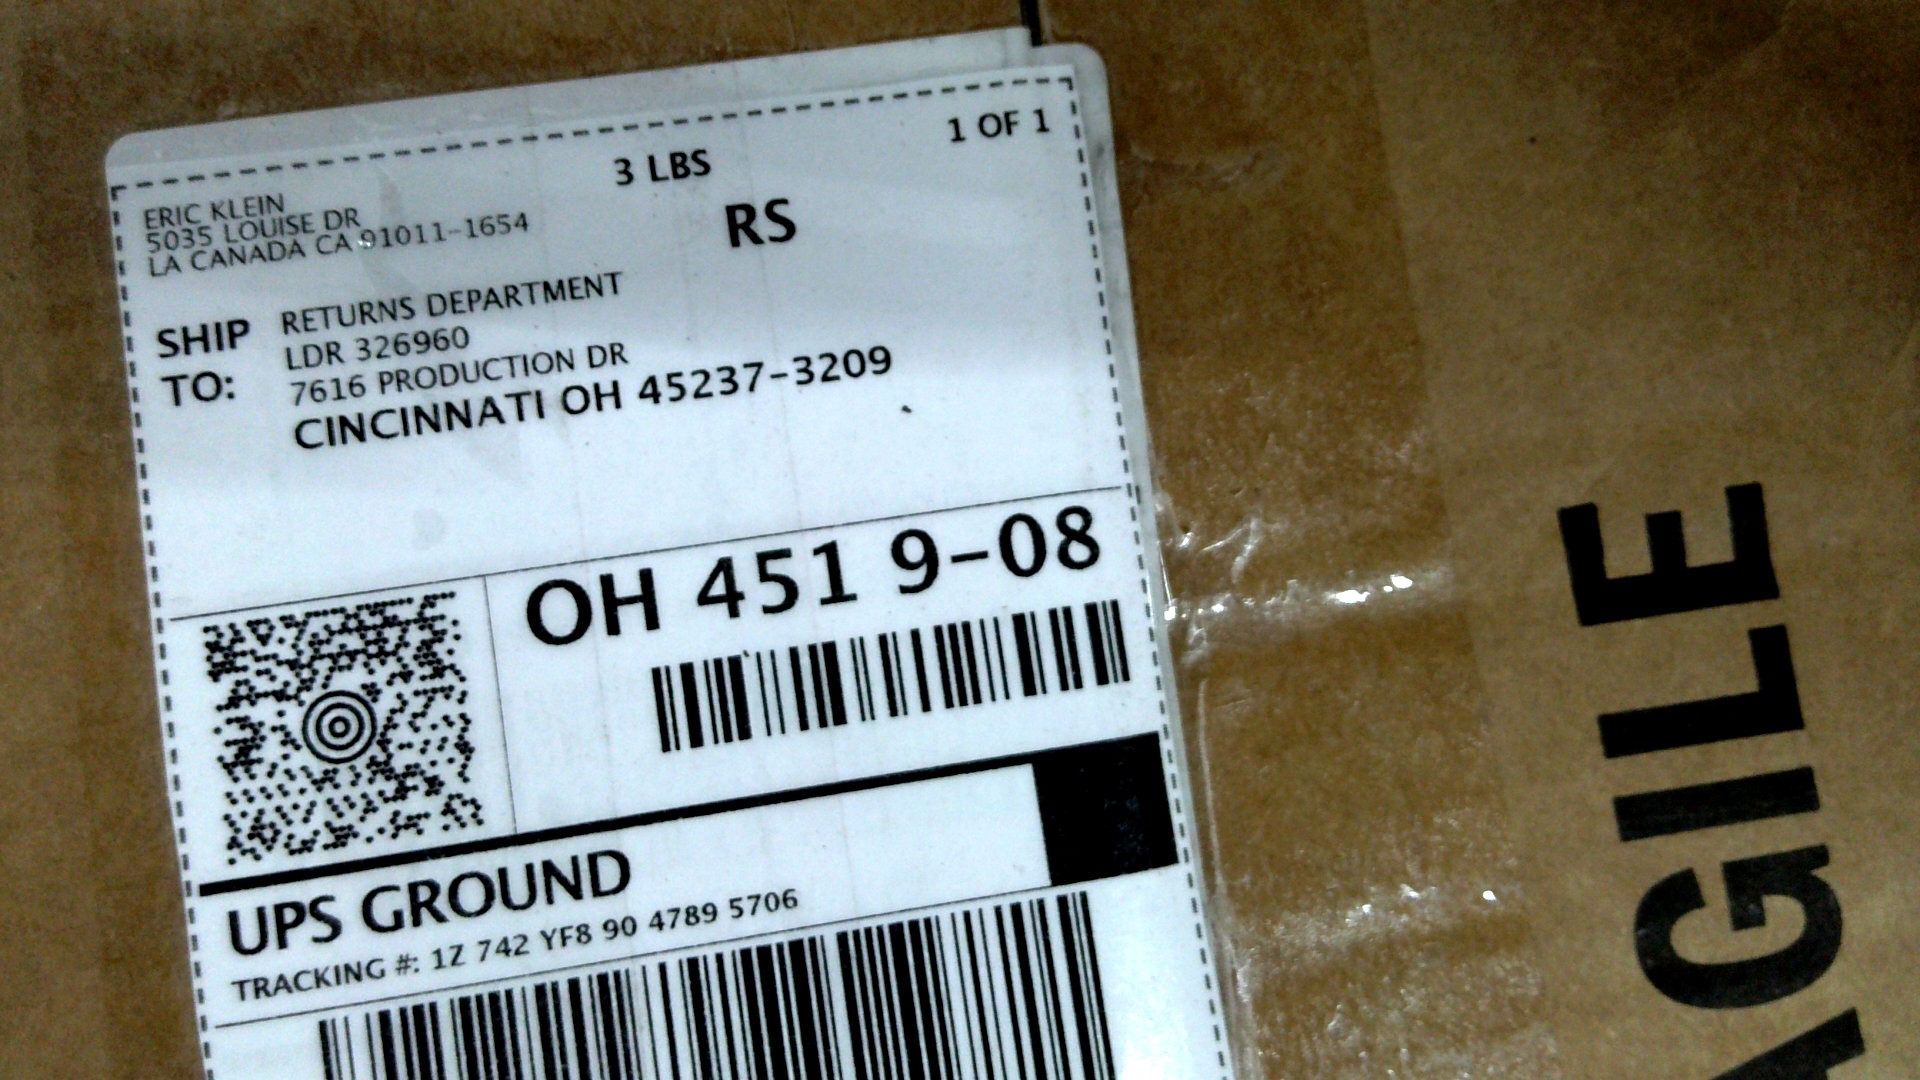 1 OF 1
3 LBS
RS
ERIC KLEIN
5035 LOUISE DR
LA CANADA CA 91011-1654
SHIP TO:
RETURNS DEPARTMENT
LDR 326960
7616 PRODUCTION DR
CINCINNATI OH 45237-3209
OH 451 9-08
UPS GROUND
TRACKING #: 1Z 742 YF8 90 4789 5706
AGILE